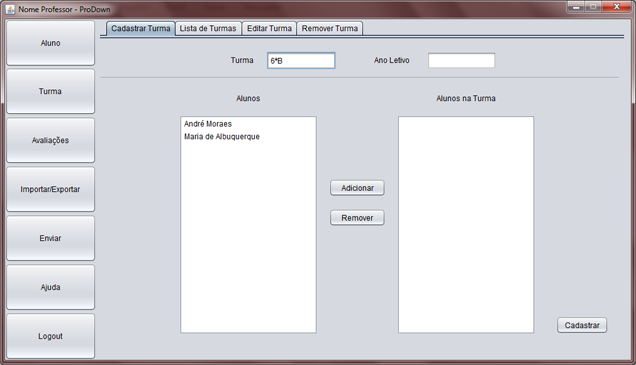 Nome Professor - ProDown
Aluno
Turma
Avaliações
Importar/Exportar
Enviar
Ajuda
Logout
Cadastrar Turma Lista de Turmas Editar Turma Remover Turma
Turma 6ªB Ano Letivo
Alunos Alunos na Turma
André Moraes
Maria de Albuquerque
Adicionar
Remover
Cadastrar